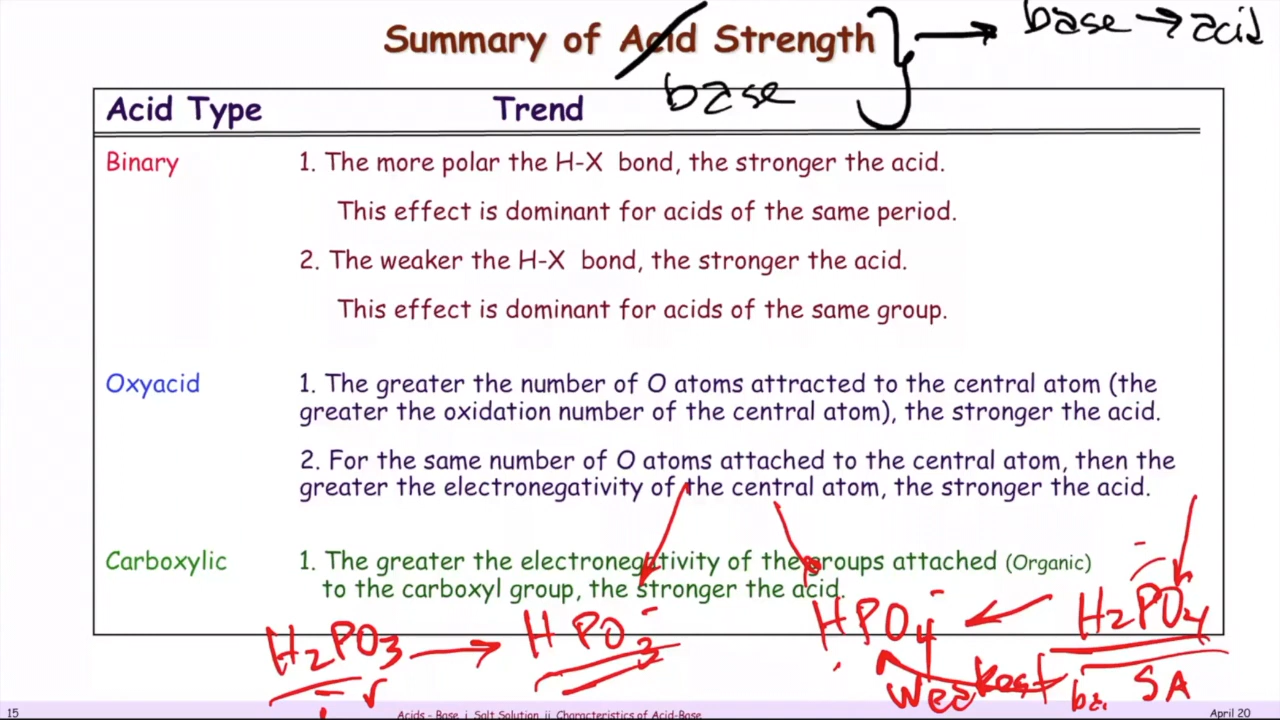 Summary of Acid Strength
base → acid
base
Acid Type Trend
Binary 1. The more polar the H-X bond, the stronger the acid.
This effect is dominant for acids of the same period.
2. The weaker the H-X bond, the stronger the acid.
This effect is dominant for acids of the same group.
Oxyacid 1. The greater the number of O atoms attracted to the central atom (the
greater the oxidation number of the central atom), the stronger the acid.
2. For the same number of O atoms attached to the central atom, then the
greater the electronegativity of the central atom, the stronger the acid.
Carboxylic 1. The greater the electronegativity of the groups attached (Organic)
to the carboxyl group, the stronger the acid.
H2PO3 → HPO3- HPO4- ← H2PO4
Weakest SA
15 Acids - Base i Salt Solution ii Characteristics of Acid-Base April 20